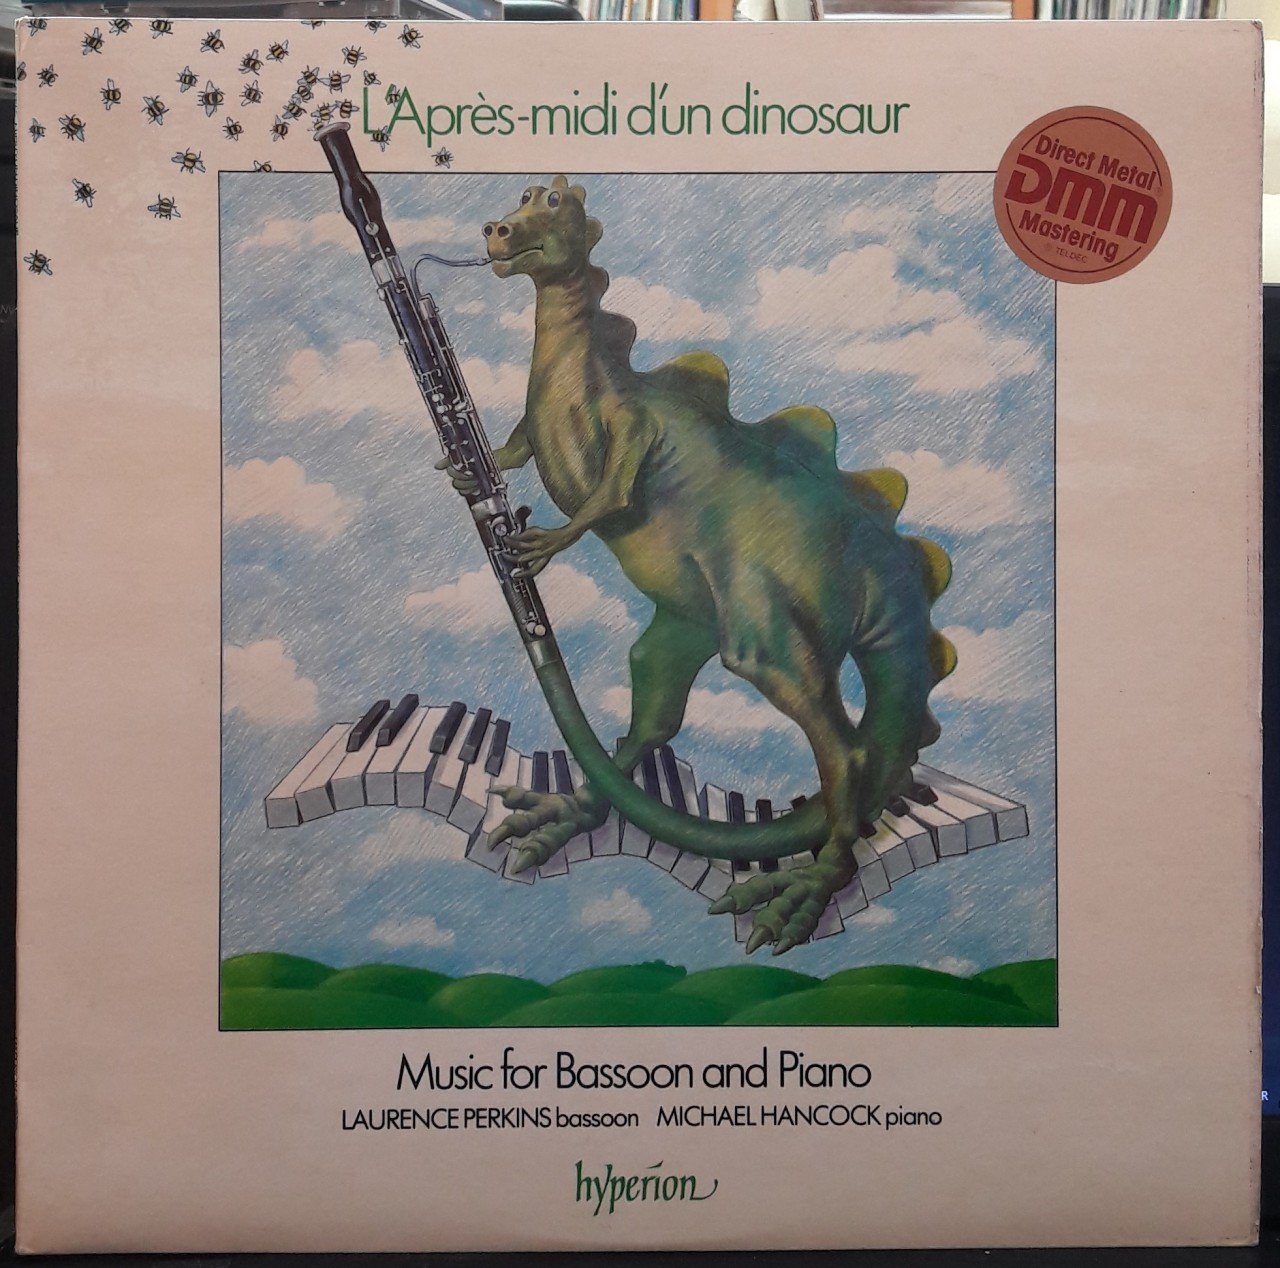 L'Après-midi d'un dinosaur
Direct Metal
DMM
Mastering
® TELDEC
Music for Bassoon and Piano
LAURENCE PERKINS bassoon MICHAEL HANCOCK piano
hyperion